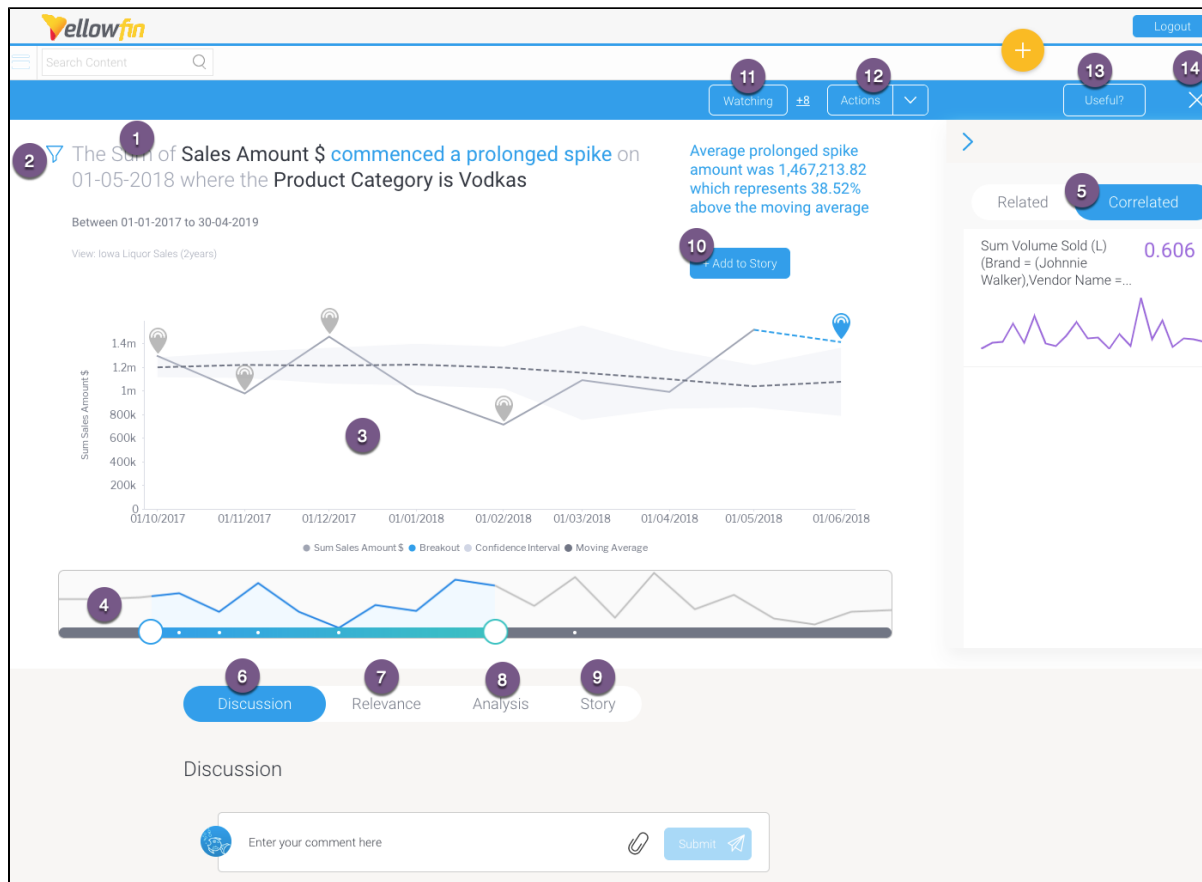 Yellowfin
Logout
Search Content
+
11
12
13
14
Watching
+8
Actions
Useful?
1
2
The Sum of Sales Amount $ commenced a prolonged spike on
01-05-2018 where the Product Category is Vodkas
Between 01-01-2017 to 30-04-2019
View: Iowa Liquor Sales (2years)
Average prolonged spike
amount was 1,467,213.82
which represents 38.52%
above the moving average
10
+ Add to Story
Related
5
Correlated
Sum Volume Sold (L)
(Brand = (Johnnie
Walker),Vendor Name =...
0.606
Sum Sales Amount $
1.4m
1.2m
1m
800k
600k
400k
200k
0
3
01/10/2017
01/11/2017
01/12/2017
01/01/2018
01/02/2018
01/03/2018
01/04/2018
01/05/2018
01/06/2018
Sum Sales Amount $
Breakout
Confidence Interval
Moving Average
4
6
7
8
9
Discussion
Relevance
Analysis
Story
Discussion
Enter your comment here
Submit